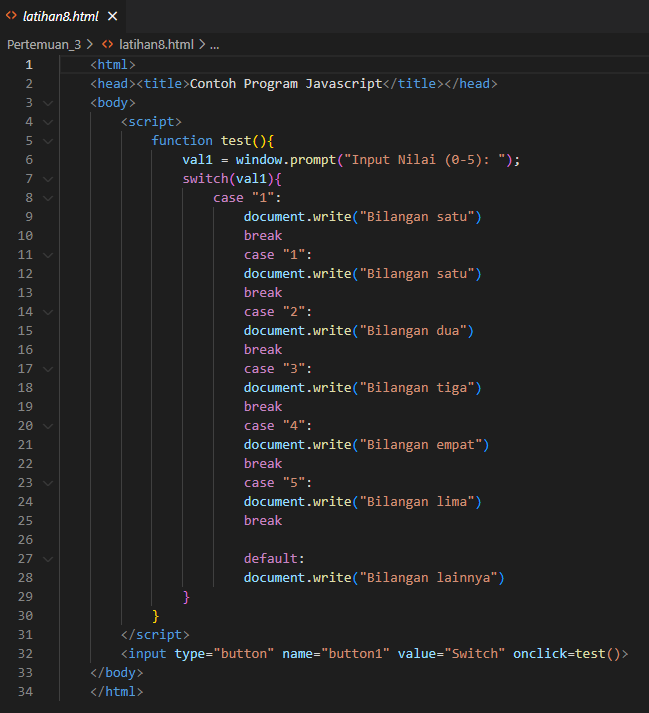 latihan8.html
Pertemuan_3 > latihan8.html > ...
1 <html>
2 <head><title>Contoh Program Javascript</title></head>
3 <body>
4 <script>
5 function test(){
6 val1 = window.prompt("Input Nilai (0-5): ");
7 switch(val1){
8 case "1":
9 document.write("Bilangan satu")
10 break
11 case "1":
12 document.write("Bilangan satu")
13 break
14 case "2":
15 document.write("Bilangan dua")
16 break
17 case "3":
18 document.write("Bilangan tiga")
19 break
20 case "4":
21 document.write("Bilangan empat")
22 break
23 case "5":
24 document.write("Bilangan lima")
25 break
26
27 default:
28 document.write("Bilangan lainnya")
29 }
30 }
31 </script>
32 <input type="button" name="button1" value="Switch" onclick=test()>
33 </body>
34 </html>